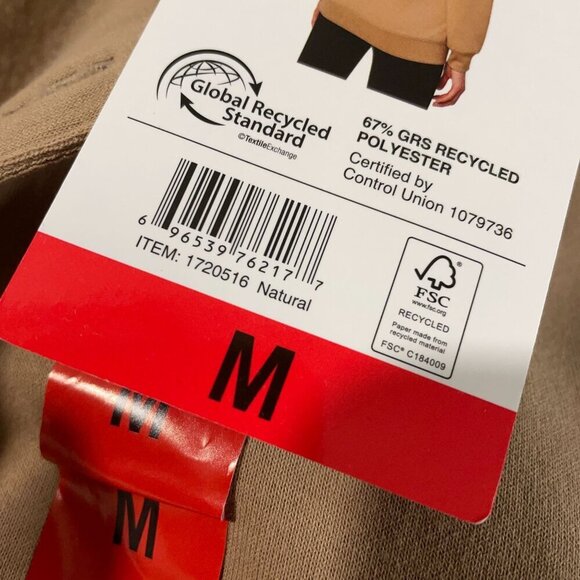 Global Recycled
Standard
©TextileExchange
67% GRS RECYCLED
POLYESTER
Certified by
Control Union 1079736
6 96539 76217 7
ITEM: 1720516 Natural
FSC
www.fsc.org
RECYCLED
Paper made from
recycled material
FSC® C184009
M
M
M